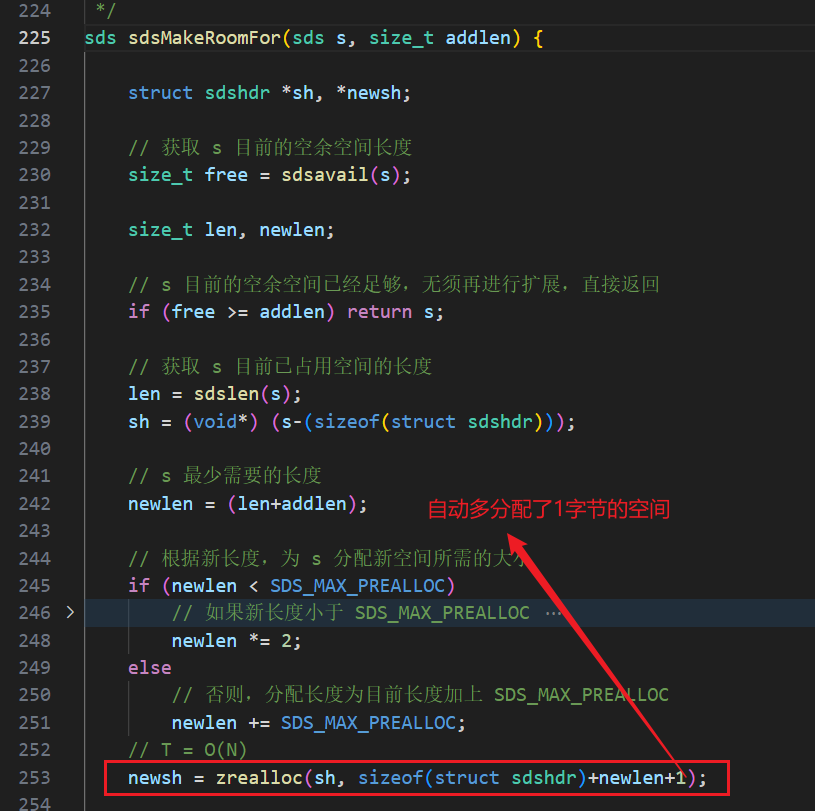 224 */
225 sds sdsMakeRoomFor(sds s, size_t addlen) {
226
227 struct sdshdr *sh, *newsh;
228
229 // 获取 s 目前的空余空间长度
230 size_t free = sdsavail(s);
231
232 size_t len, newlen;
233
234 // s 目前的空余空间已经足够，无须再进行扩展，直接返回
235 if (free >= addlen) return s;
236
237 // 获取 s 目前已占用空间的长度
238 len = sdslen(s);
239 sh = (void*) (s-(sizeof(struct sdshdr)));
240
241 // s 最少需要的长度
242 newlen = (len+addlen);
自动多分配了1字节的空间
243
244 // 根据新长度，为 s 分配新空间所需的大小
245 if (newlen < SDS_MAX_PREALLOC)
246 > // 如果新长度小于 SDS_MAX_PREALLOC ···
248 newlen *= 2;
249 else
250 // 否则，分配长度为目前长度加上 SDS_MAX_PREALLOC
251 newlen += SDS_MAX_PREALLOC;
252 // T = O(N)
253 newsh = zrealloc(sh, sizeof(struct sdshdr)+newlen+1);
254